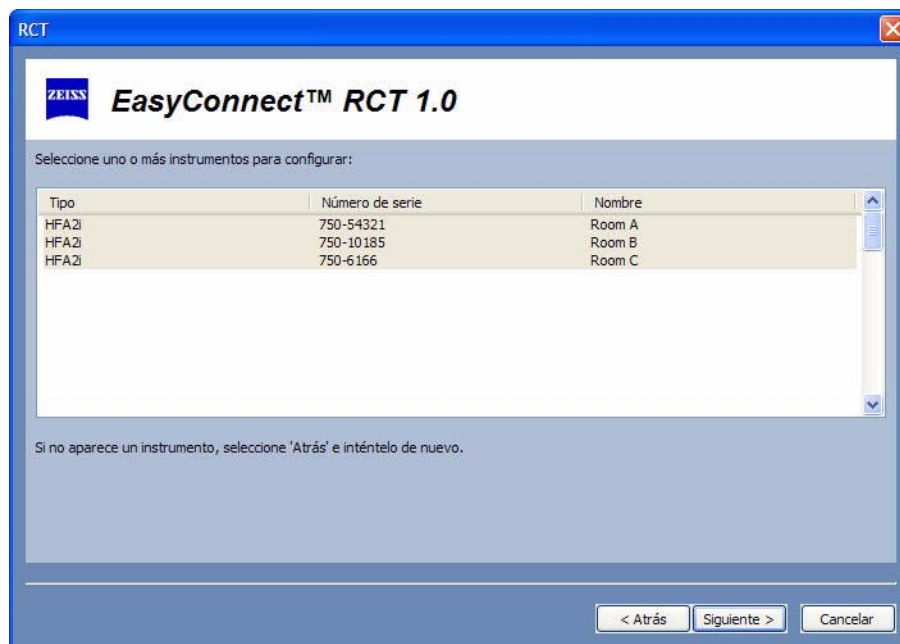 RCT
ZEISS
EasyConnect™ RCT 1.0
Seleccione uno o más instrumentos para configurar:
Tipo Número de serie Nombre
HFA2i 750-54321 Room A
HFA2i 750-10185 Room B
HFA2i 750-6166 Room C
Si no aparece un instrumento, seleccione 'Atrás' e inténtelo de nuevo.
< Atrás Siguiente > Cancelar